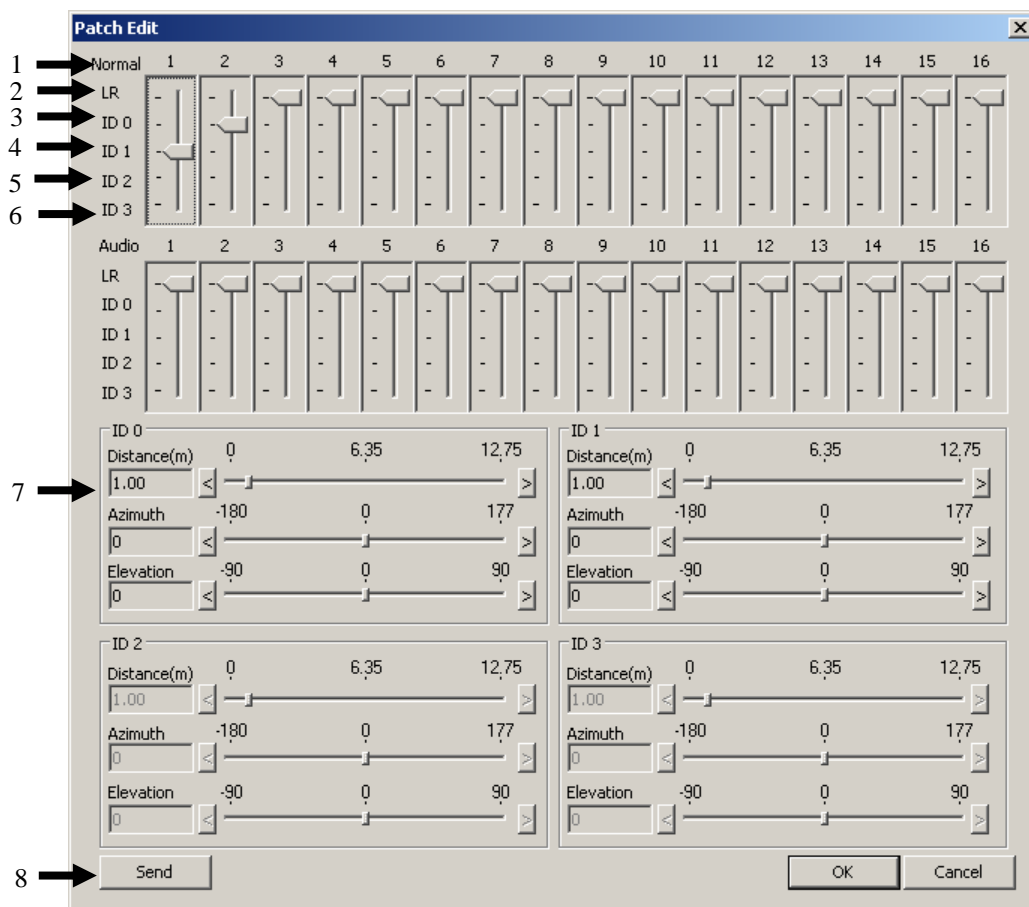 Patch Edit
1 Normal 1 2 3 4 5 6 7 8 9 10 11 12 13 14 15 16
2 LR
3 ID 0
4 ID 1
5 ID 2
6 ID 3
Audio 1 2 3 4 5 6 7 8 9 10 11 12 13 14 15 16
LR
ID 0
ID 1
ID 2
ID 3
ID 0
Distance(m) 0 6.35 12.75
7 1.00 < >
Azimuth -180 0 177
0 < >
Elevation -90 0 90
0 < >
ID 1
Distance(m) 0 6.35 12.75
1.00 < >
Azimuth -180 0 177
0 < >
Elevation -90 0 90
0 < >
ID 2
Distance(m) 0 6.35 12.75
1.00 < >
Azimuth -180 0 177
0 < >
Elevation -90 0 90
0 < >
ID 3
Distance(m) 0 6.35 12.75
1.00 < >
Azimuth -180 0 177
0 < >
Elevation -90 0 90
0 < >
8 Send OK Cancel